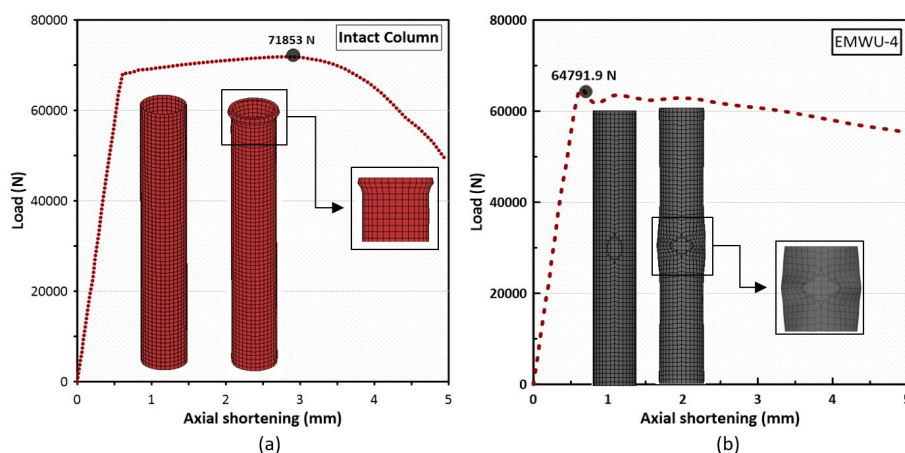 80000
71853 N
Intact Column
60000
Load (N)
40000
20000
0
0
1
2
3
4
5
Axial shortening (mm)
(a)
80000
EMWU-4
64791.9 N
60000
Load (N)
40000
20000
0
0
1
2
3
4
5
Axial shortening (mm)
(b)